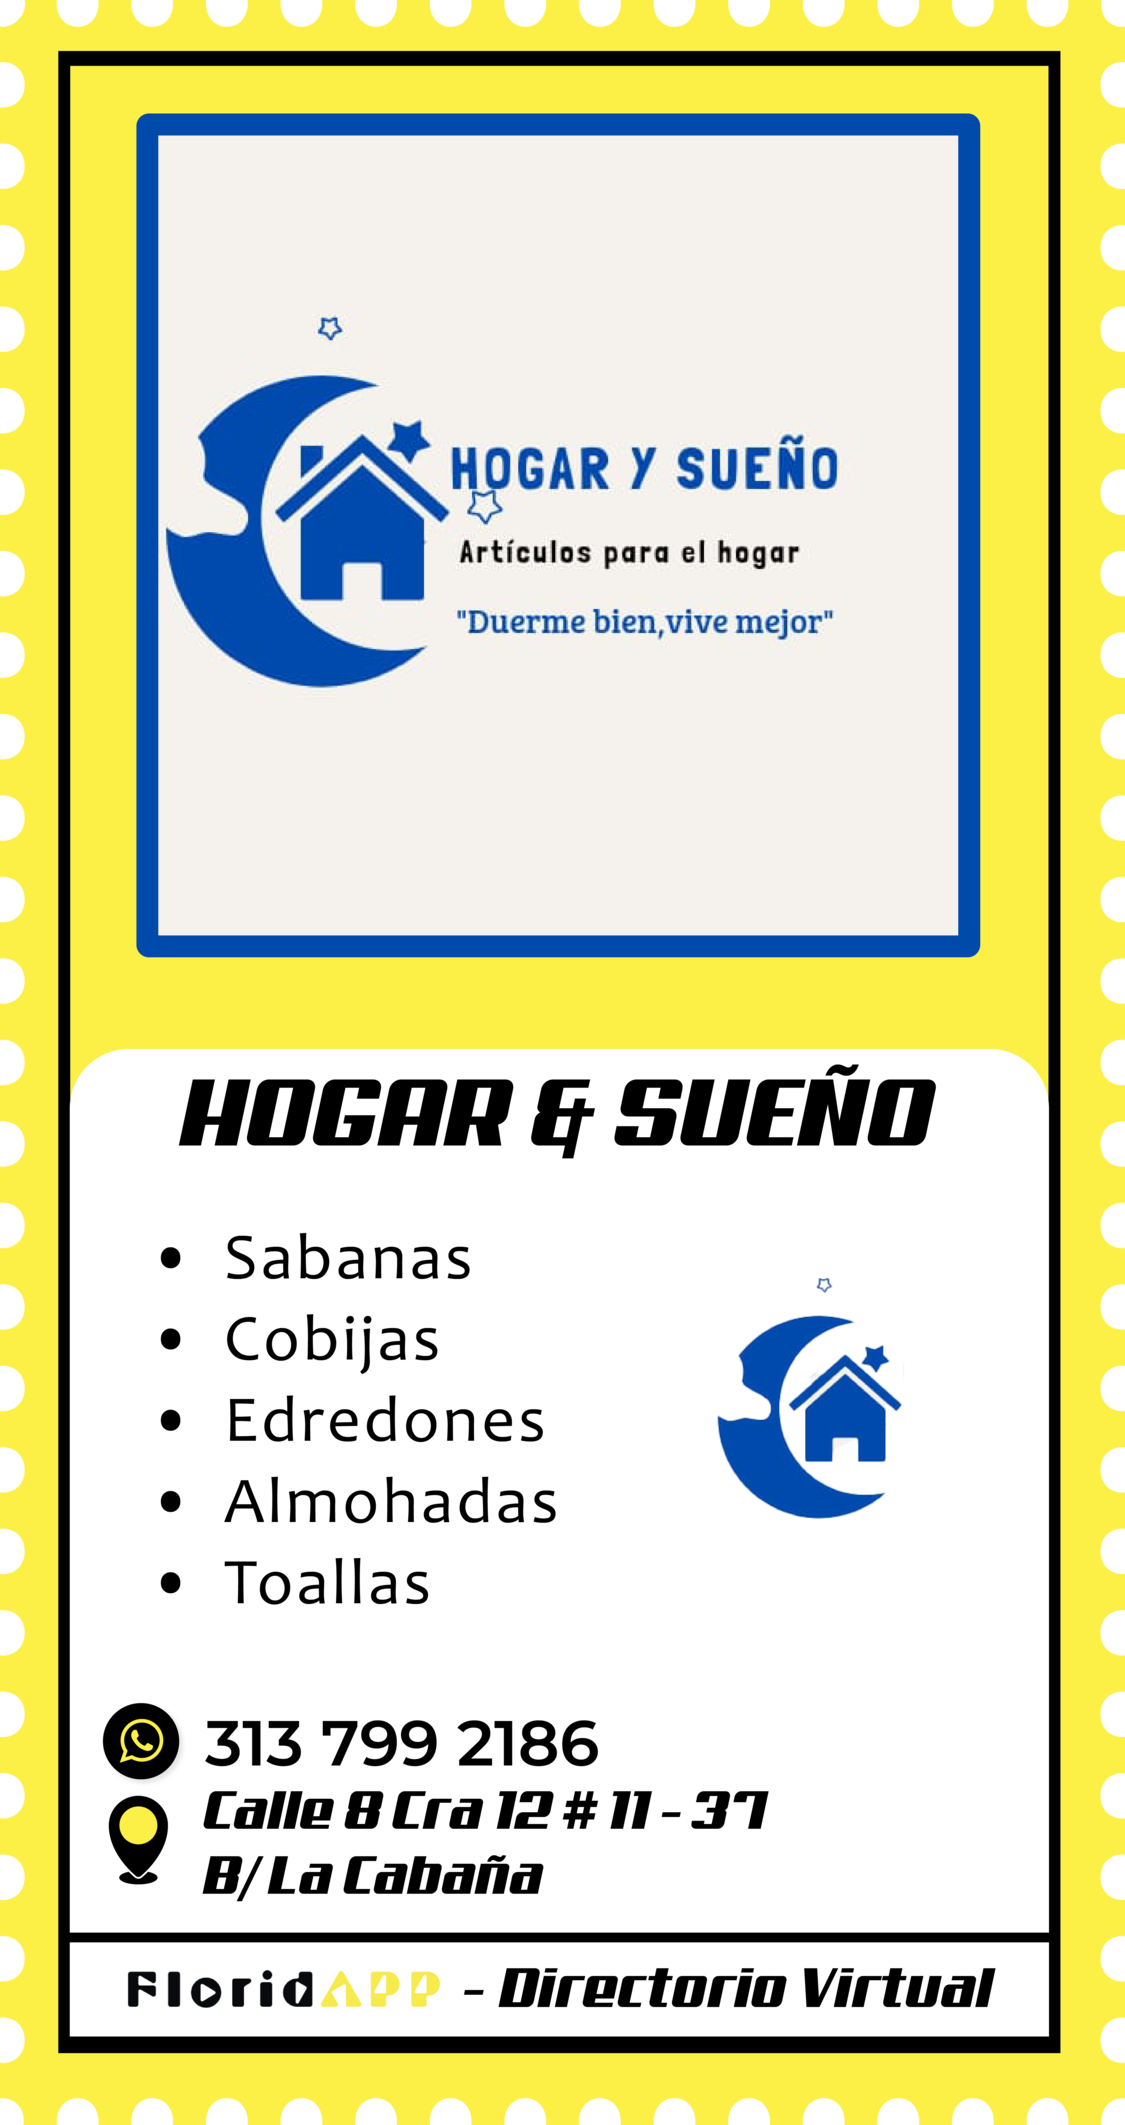 HOGAR Y SUEÑO
Artículos para el hogar
"Duerme bien,vive mejor"
HOGAR & SUEÑO
• Sabanas
• Cobijas
• Edredones
• Almohadas
• Toallas
313 799 2186
Calle 8 Cra 12 # 11 - 37
B/ La Cabaña
FloridAPP - Directorio Virtual